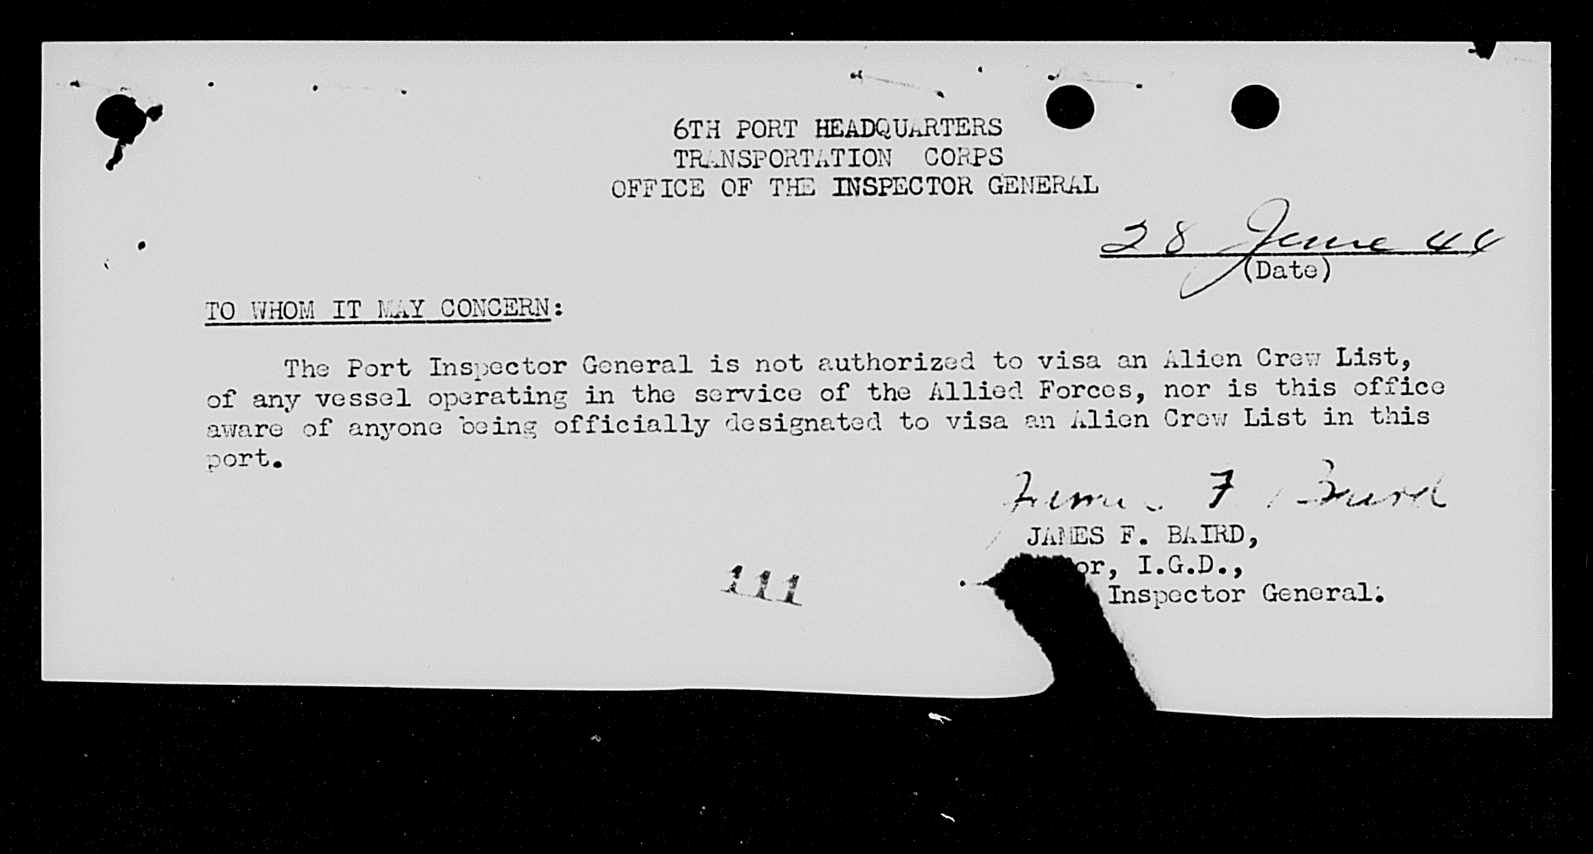 6TH PORT HEADQUARTERS
TRANSPORTATION CORPS
OFFICE OF THE INSPECTOR GENERAL
28 June 44
(Date)
TO WHOM IT MAY CONCERN:
The Port Inspector General is not authorized to visa an Alien Crew List,
of any vessel operating in the service of the Allied Forces, nor is this office
aware of anyone being officially designated to visa an Alien Crew List in this
port.
James F. Baird
JAMES F. BAIRD,
or, I.G.D.,
Inspector General.
111